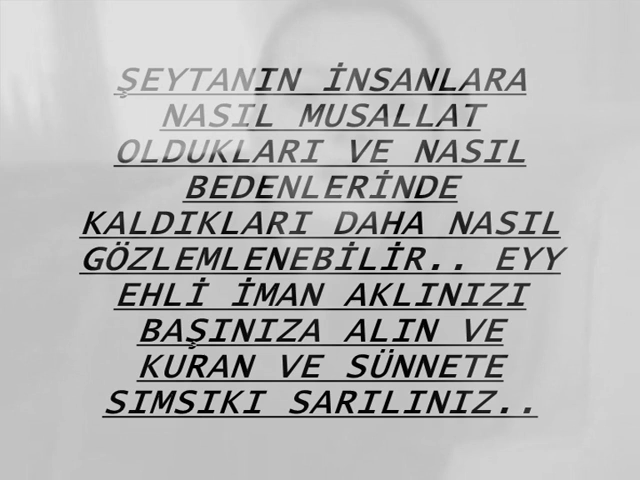 ŞEYTANIN İNSANLARA
NASIL MUSALLAT
OLDUKLARI VE NASIL
BEDENLERİNDE
KALDIKLARI DAHA NASIL
GÖZLEMLENEBİLİR.. EYY
EHLİ İMAN AKLINIZI
BAŞINIZA ALIN VE
KURAN VE SÜNNETE
SIMSIKI SARILINIZ..